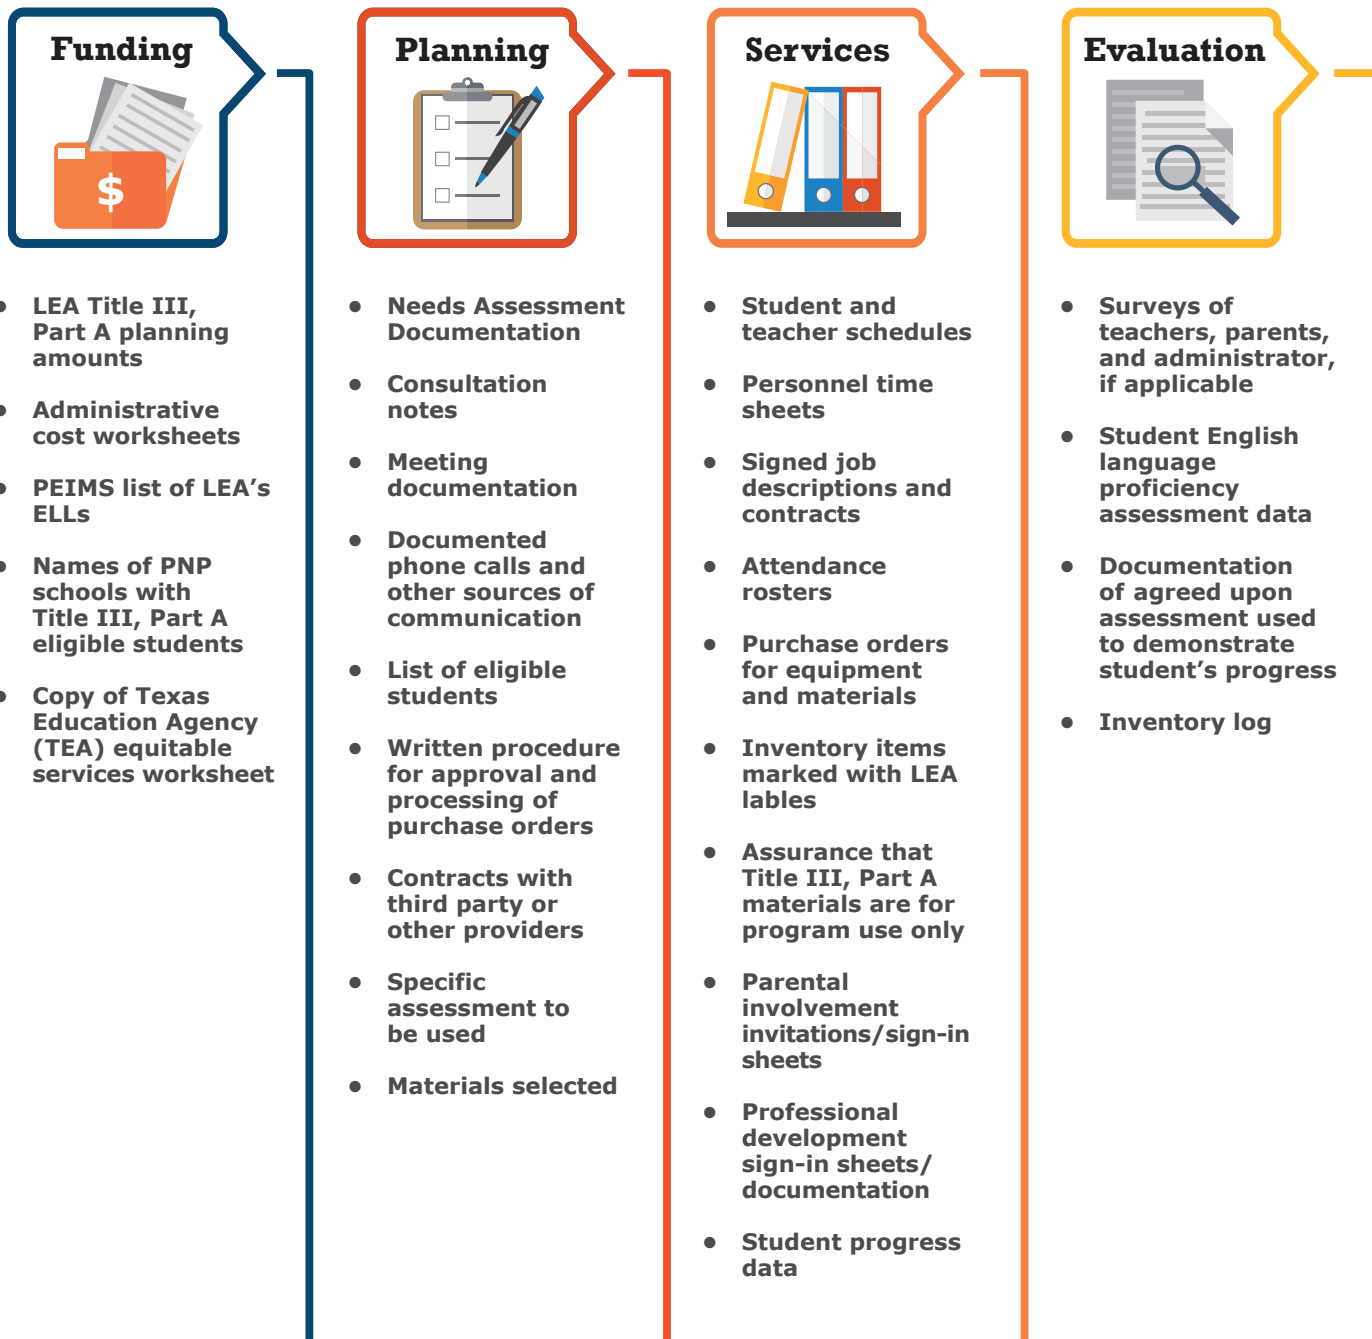 Funding
$
• LEA Title III,
Part A planning
amounts
• Administrative
cost worksheets
• PEIMS list of LEA’s
ELLs
• Names of PNP
schools with
Title III, Part A
eligible students
• Copy of Texas
Education Agency
(TEA) equitable
services worksheet
Planning
• Needs Assessment
Documentation
• Consultation
notes
• Meeting
documentation
• Documented
phone calls and
other sources of
communication
• List of eligible
students
• Written procedure
for approval and
processing of
purchase orders
• Contracts with
third party or
other providers
• Specific
assessment to
be used
• Materials selected
Services
• Student and
teacher schedules
• Personnel time
sheets
• Signed job
descriptions and
contracts
• Attendance
rosters
• Purchase orders
for equipment
and materials
• Inventory items
marked with LEA
lables
• Assurance that
Title III, Part A
materials are for
program use only
• Parental
involvement
invitations/sign-in
sheets
• Professional
development
sign-in sheets/
documentation
• Student progress
data
Evaluation
• Surveys of
teachers, parents,
and administrator,
if applicable
• Student English
language
proficiency
assessment data
• Documentation
of agreed upon
assessment used
to demonstrate
student’s progress
• Inventory log